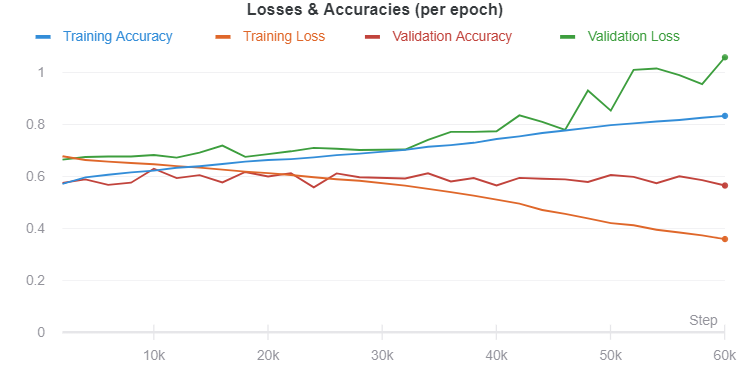 Losses & Accuracies (per epoch)
Training Accuracy Training Loss Validation Accuracy Validation Loss
1
0.8
0.6
0.4
0.2
0
Step
10k 20k 30k 40k 50k 60k